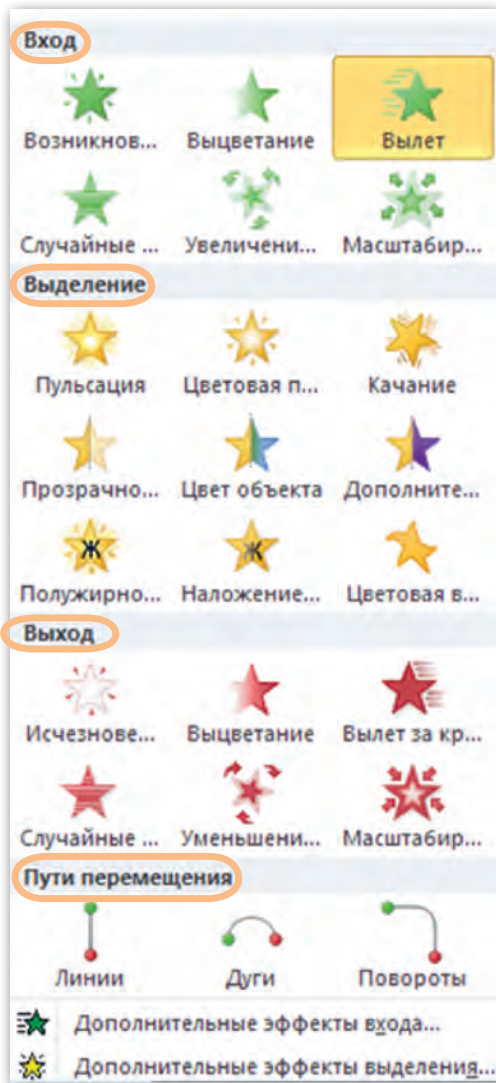 Вход
Возникнов... Выцветание Вылет
Случайные ... Увеличени... Масштабир...
Выделение
Пульсация Цветовая п... Качание
Прозрачно... Цвет объекта Дополните...
Ж Ж
Полужирно... Наложение... Цветовая в...
Выход
Исчезнове... Выцветание Вылет за кр...
Случайные ... Уменьшени... Масштабир...
Пути перемещения
Линии Дуги Повороты
Дополнительные эффекты входа...
Дополнительные эффекты выделения...